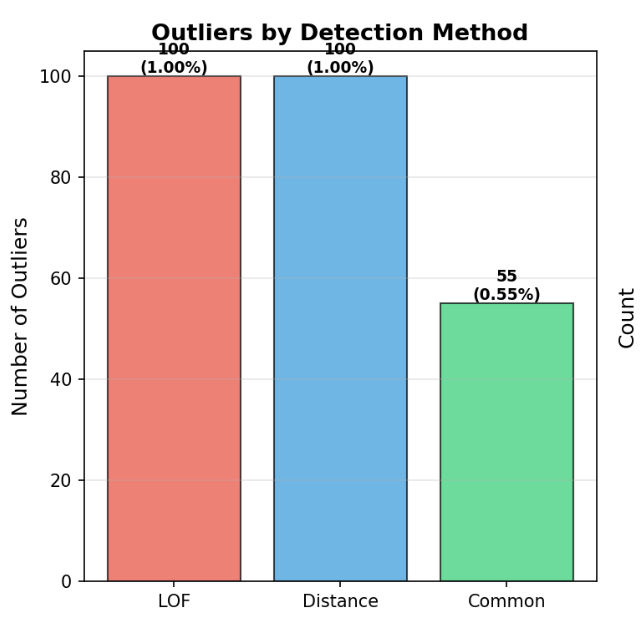 Outliers by Detection Method
100
(1.00%)
100
(1.00%)
55
(0.55%)
100
80
60
40
20
0
Number of Outliers
LOF
Distance
Common
Count